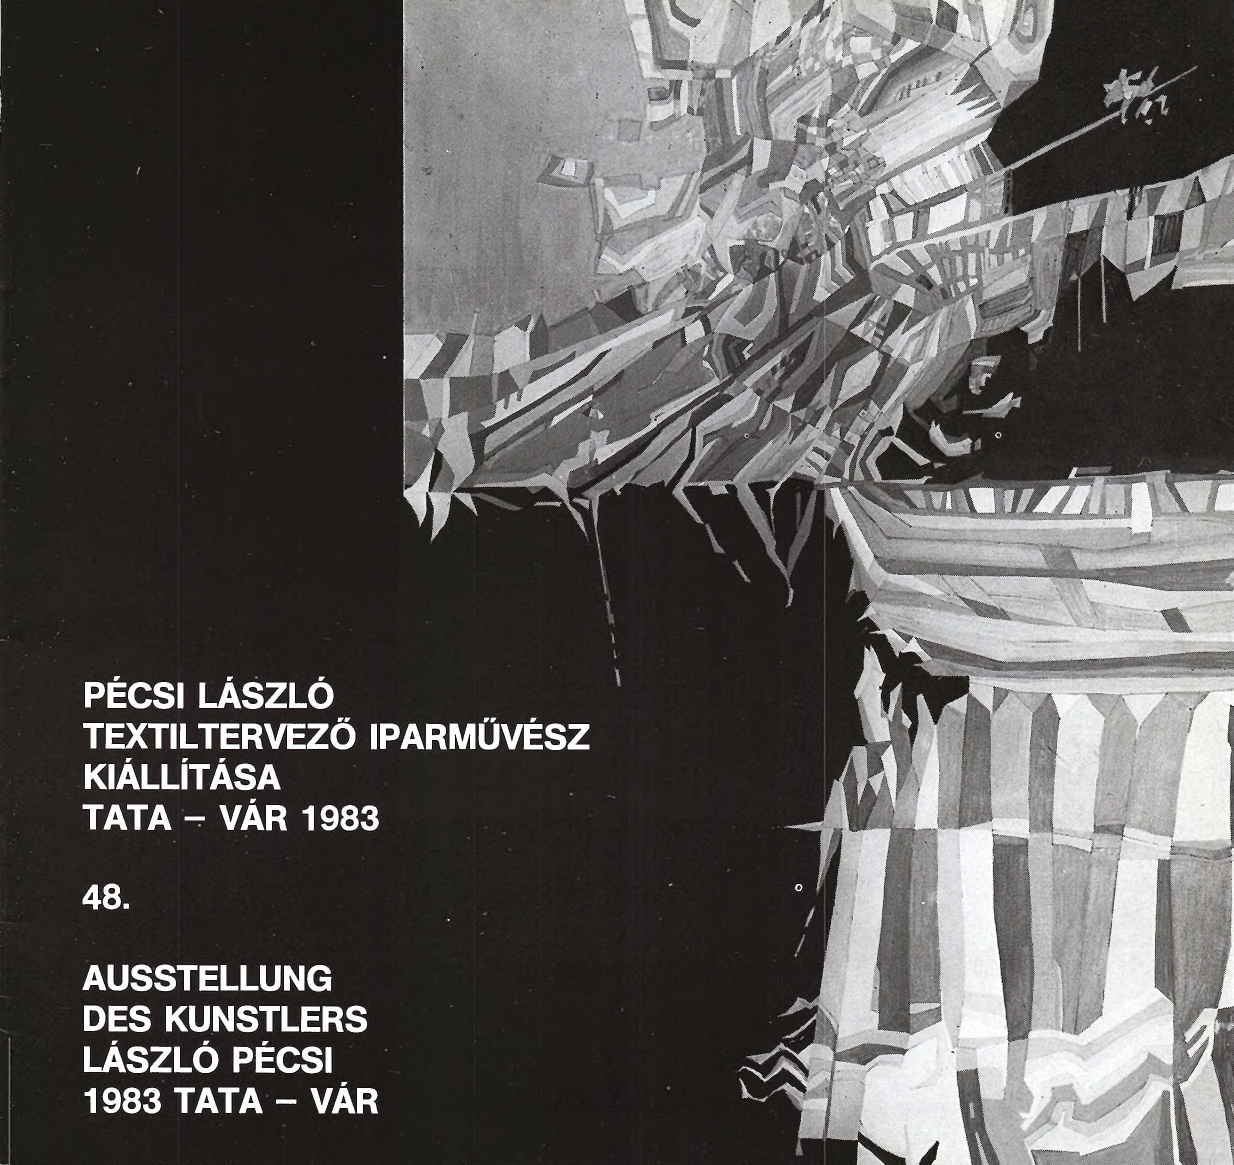 PÉCSI LÁSZLÓ
TEXTILTERVEZŐ IPARMŰVÉSZ
KIÁLLÍTÁSA
TATA – VÁR 1983
48.
AUSSTELLUNG
DES KUNSTLERS
LÁSZLÓ PÉCSI
1983 TATA – VÁR